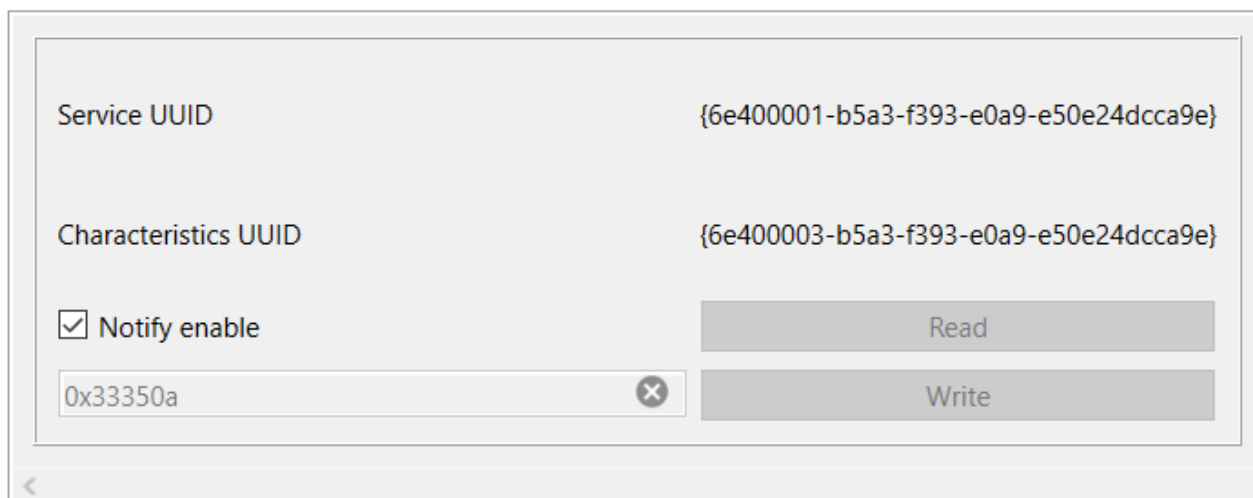 Service UUID {6e400001-b5a3-f393-e0a9-e50e24dcca9e}
Characteristics UUID {6e400003-b5a3-f393-e0a9-e50e24dcca9e}
Notify enable Read
0x33350a Write